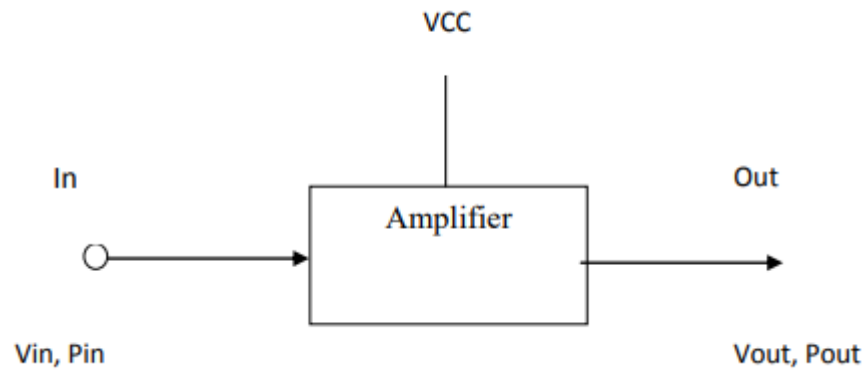 VCC
In
Out
Amplifier
Vin, Pin
Vout, Pout